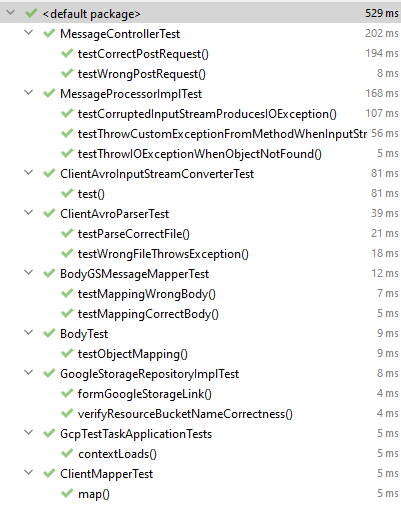 <default package> 529 ms
MessageControllerTest 202 ms
testCorrectPostRequest() 194 ms
testWrongPostRequest() 8 ms
MessageProcessorImplTest 168 ms
testCorruptedInputStreamProducesIOException() 107 ms
testThrowCustomExceptionFromMethodWhenInputStr 56 ms
testThrowIOExceptionWhenObjectNotFound() 5 ms
ClientAvroInputStreamConverterTest 81 ms
test() 81 ms
ClientAvroParserTest 39 ms
testParseCorrectFile() 21 ms
testWrongFileThrowsException() 18 ms
BodyGSMessageMapperTest 12 ms
testMappingWrongBody() 7 ms
testMappingCorrectBody() 5 ms
BodyTest 9 ms
testObjectMapping() 9 ms
GoogleStorageRepositoryImplTest 8 ms
formGoogleStorageLink() 4 ms
verifyResourceBucketNameCorrectness() 4 ms
GcpTestTaskApplicationTests 5 ms
contextLoads() 5 ms
ClientMapperTest 5 ms
map() 5 ms